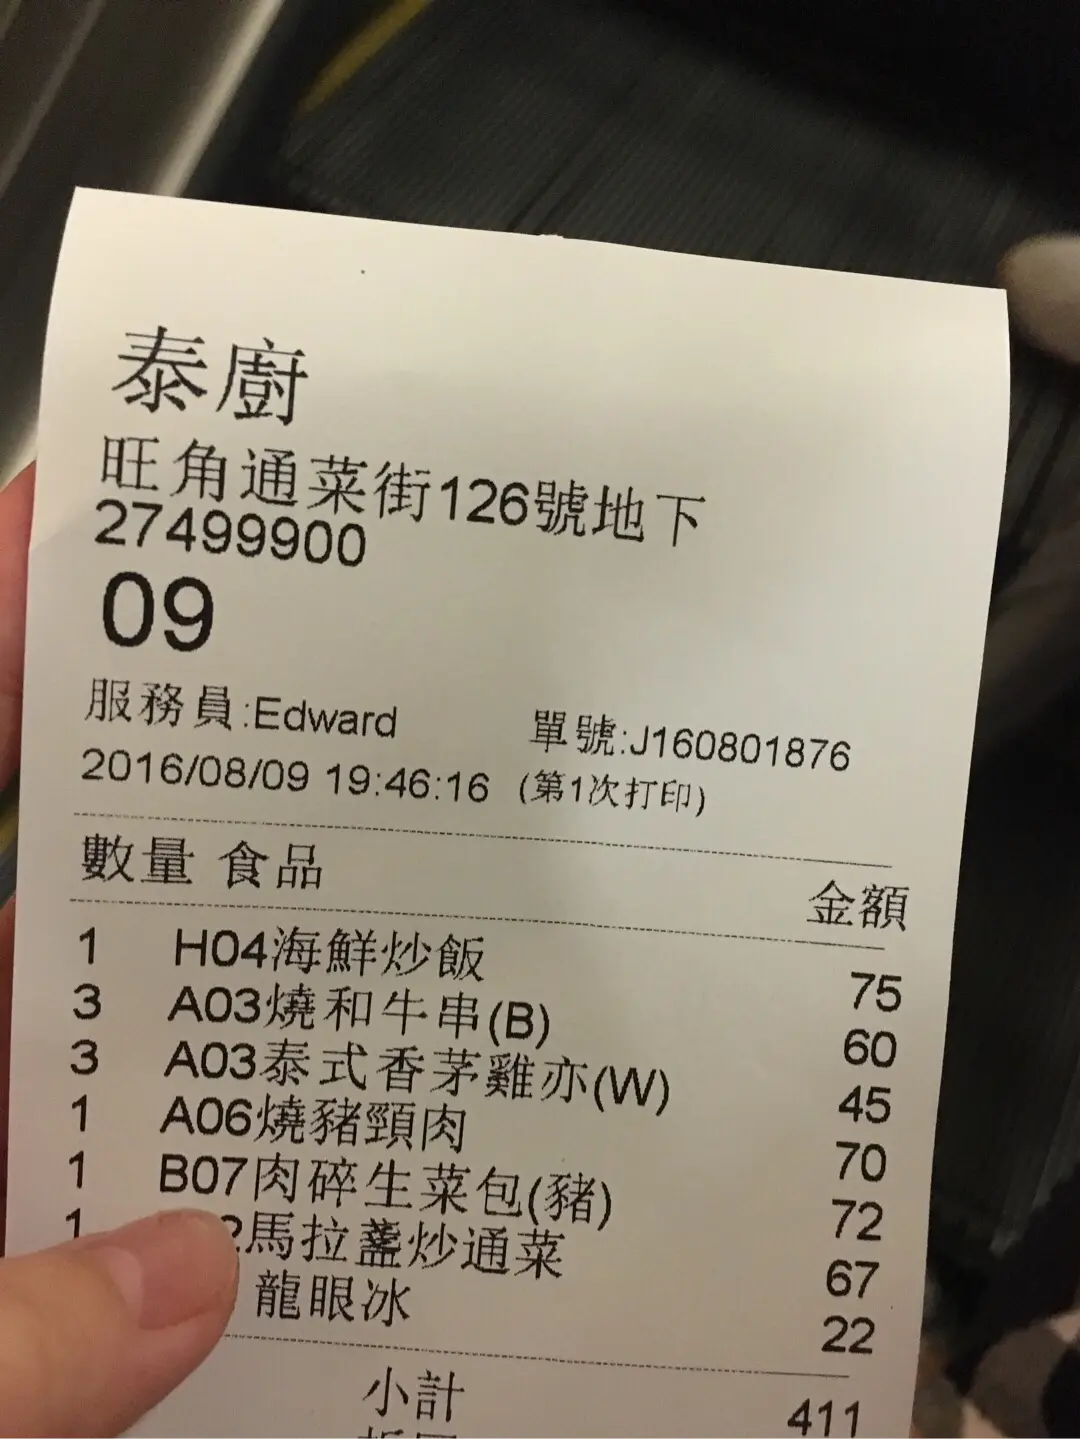 泰廚
旺角通菜街126號地下
27499900
09
服務員:Edward 單號:J160801876
2016/08/09 19:46:16 (第1次打印)
數量 食品 金額
1 H04海鮮炒飯 75
3 A03燒和牛串(B) 60
3 A03泰式香茅雞亦(W) 45
1 A06燒豬頸肉 70
1 B07肉碎生菜包(豬) 72
1 2馬拉盞炒通菜 67
龍眼冰 22
小計 411